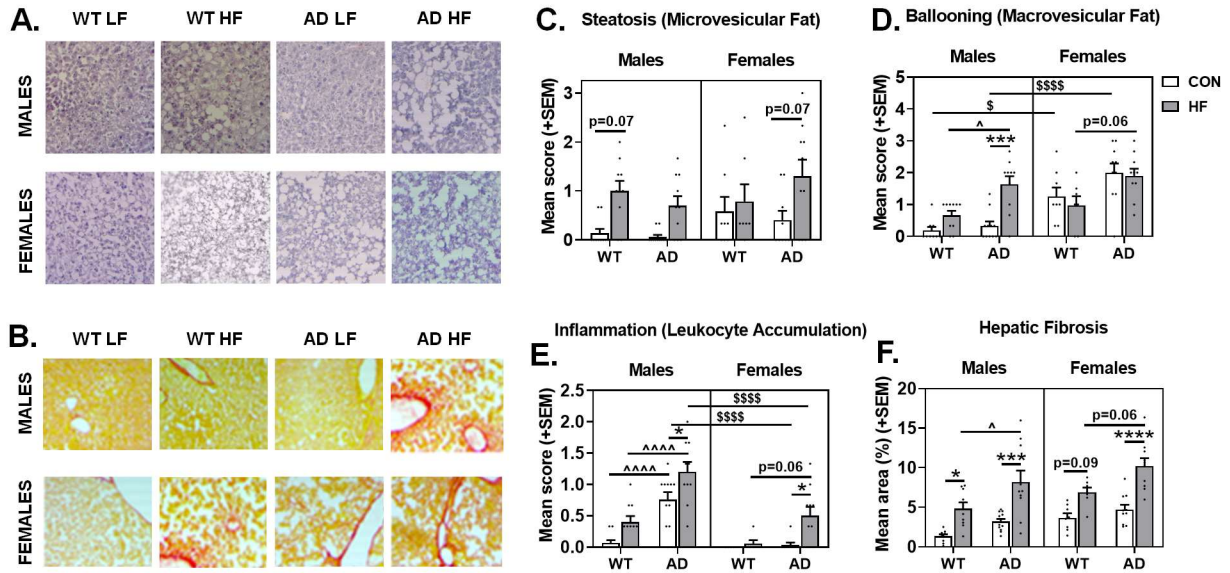 A.
WT LF
WT HF
AD LF
AD HF
MALES
FEMALES
B.
WT LF
WT HF
AD LF
AD HF
MALES
FEMALES
C.
Steatosis (Microvesicular Fat)
Males
Females
Mean score (+SEM)
3
2
1
0
p=0.07
p=0.07
WT
AD
WT
AD
D.
Ballooning (Macrovesicular Fat)
Males
Females
Mean score (+SEM)
5
4
3
2
1
0
$$$$
$
^
***
p=0.06
WT
AD
WT
AD
CON
HF
E.
Inflammation (Leukocyte Accumulation)
Males
Females
Mean score (+SEM)
2.5
2.0
1.5
1.0
0.5
0.0
$$$$
$$$$
*
^^^^
^^^^
p=0.06
*
WT
AD
WT
AD
F.
Hepatic Fibrosis
Males
Females
Mean area (%) (+SEM)
20
15
10
5
0
^
*
***
p=0.06
****
p=0.09
WT
AD
WT
AD